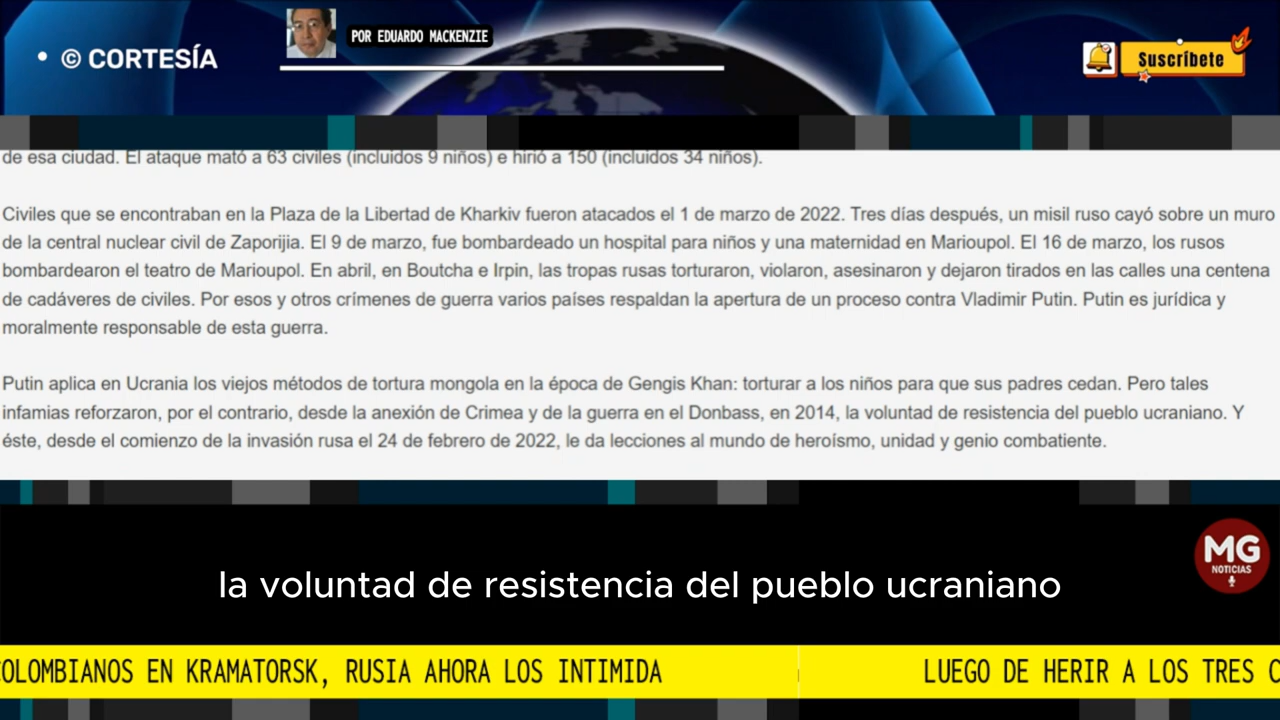 • © CORTESÍA
POR EDUARDO MACKENZIE
Suscríbete
de esa ciudad. El ataque mató a 63 civiles (incluidos 9 niños) e hirió a 150 (incluidos 34 niños).
Civiles que se encontraban en la Plaza de la Libertad de Kharkiv fueron atacados el 1 de marzo de 2022. Tres días después, un misil ruso cayó sobre un muro
de la central nuclear civil de Zaporijia. El 9 de marzo, fue bombardeado un hospital para niños y una maternidad en Marioupol. El 16 de marzo, los rusos
bombardearon el teatro de Marioupol. En abril, en Boutcha e Irpin, las tropas rusas torturaron, violaron, asesinaron y dejaron tirados en las calles una centena
de cadáveres de civiles. Por esos y otros crímenes de guerra varios países respaldan la apertura de un proceso contra Vladimir Putin. Putin es jurídica y
moralmente responsable de esta guerra.
Putin aplica en Ucrania los viejos métodos de tortura mongola en la época de Gengis Khan: torturar a los niños para que sus padres cedan. Pero tales
infamias reforzaron, por el contrario, desde la anexión de Crimea y de la guerra en el Donbass, en 2014, la voluntad de resistencia del pueblo ucraniano. Y
éste, desde el comienzo de la invasión rusa el 24 de febrero de 2022, le da lecciones al mundo de heroísmo, unidad y genio combatiente.
MG
NOTICIAS
la voluntad de resistencia del pueblo ucraniano
OLOMBIANOS EN KRAMATORSK, RUSIA AHORA LOS INTIMIDA LUEGO DE HERIR A LOS TRES C